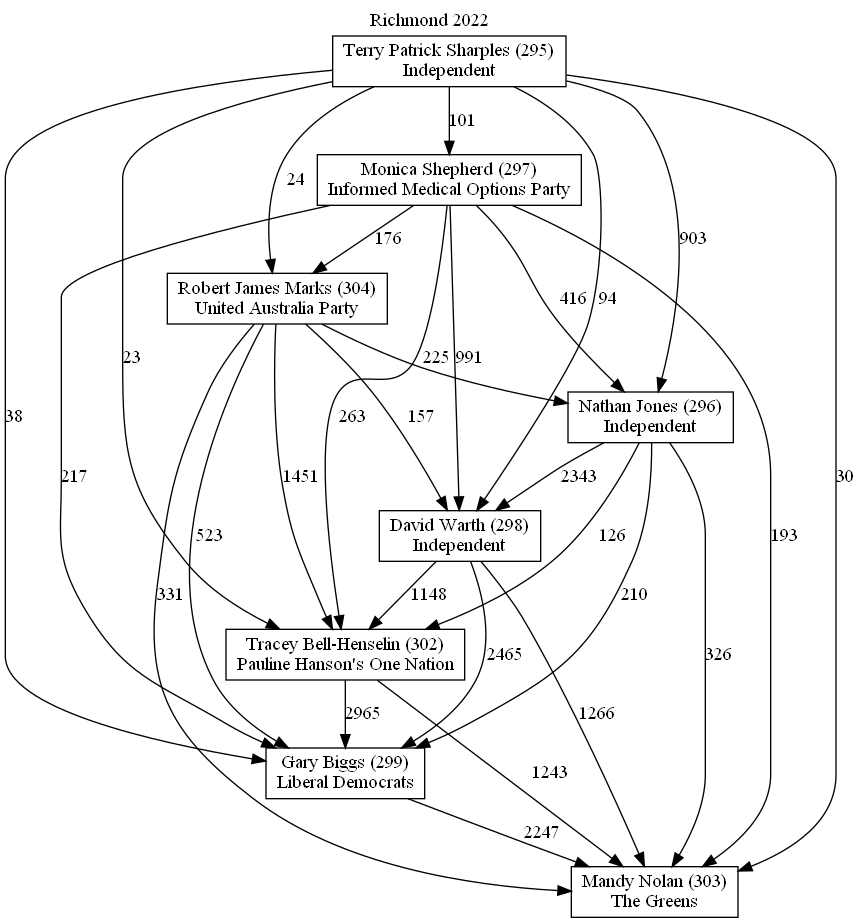 Richmond 2022
Terry Patrick Sharples (295)
Independent
101
Monica Shepherd (297)
Informed Medical Options Party
24
176
903
Robert James Marks (304)
United Australia Party
416
94
23
225
991
38
263
157
Nathan Jones (296)
Independent
217
1451
2343
30
David Warth (298)
Independent
523
126
193
331
1148
210
Tracey Bell-Henselin (302)
Pauline Hanson's One Nation
2465
326
2965
1266
Gary Biggs (299)
Liberal Democrats
1243
2247
Mandy Nolan (303)
The Greens